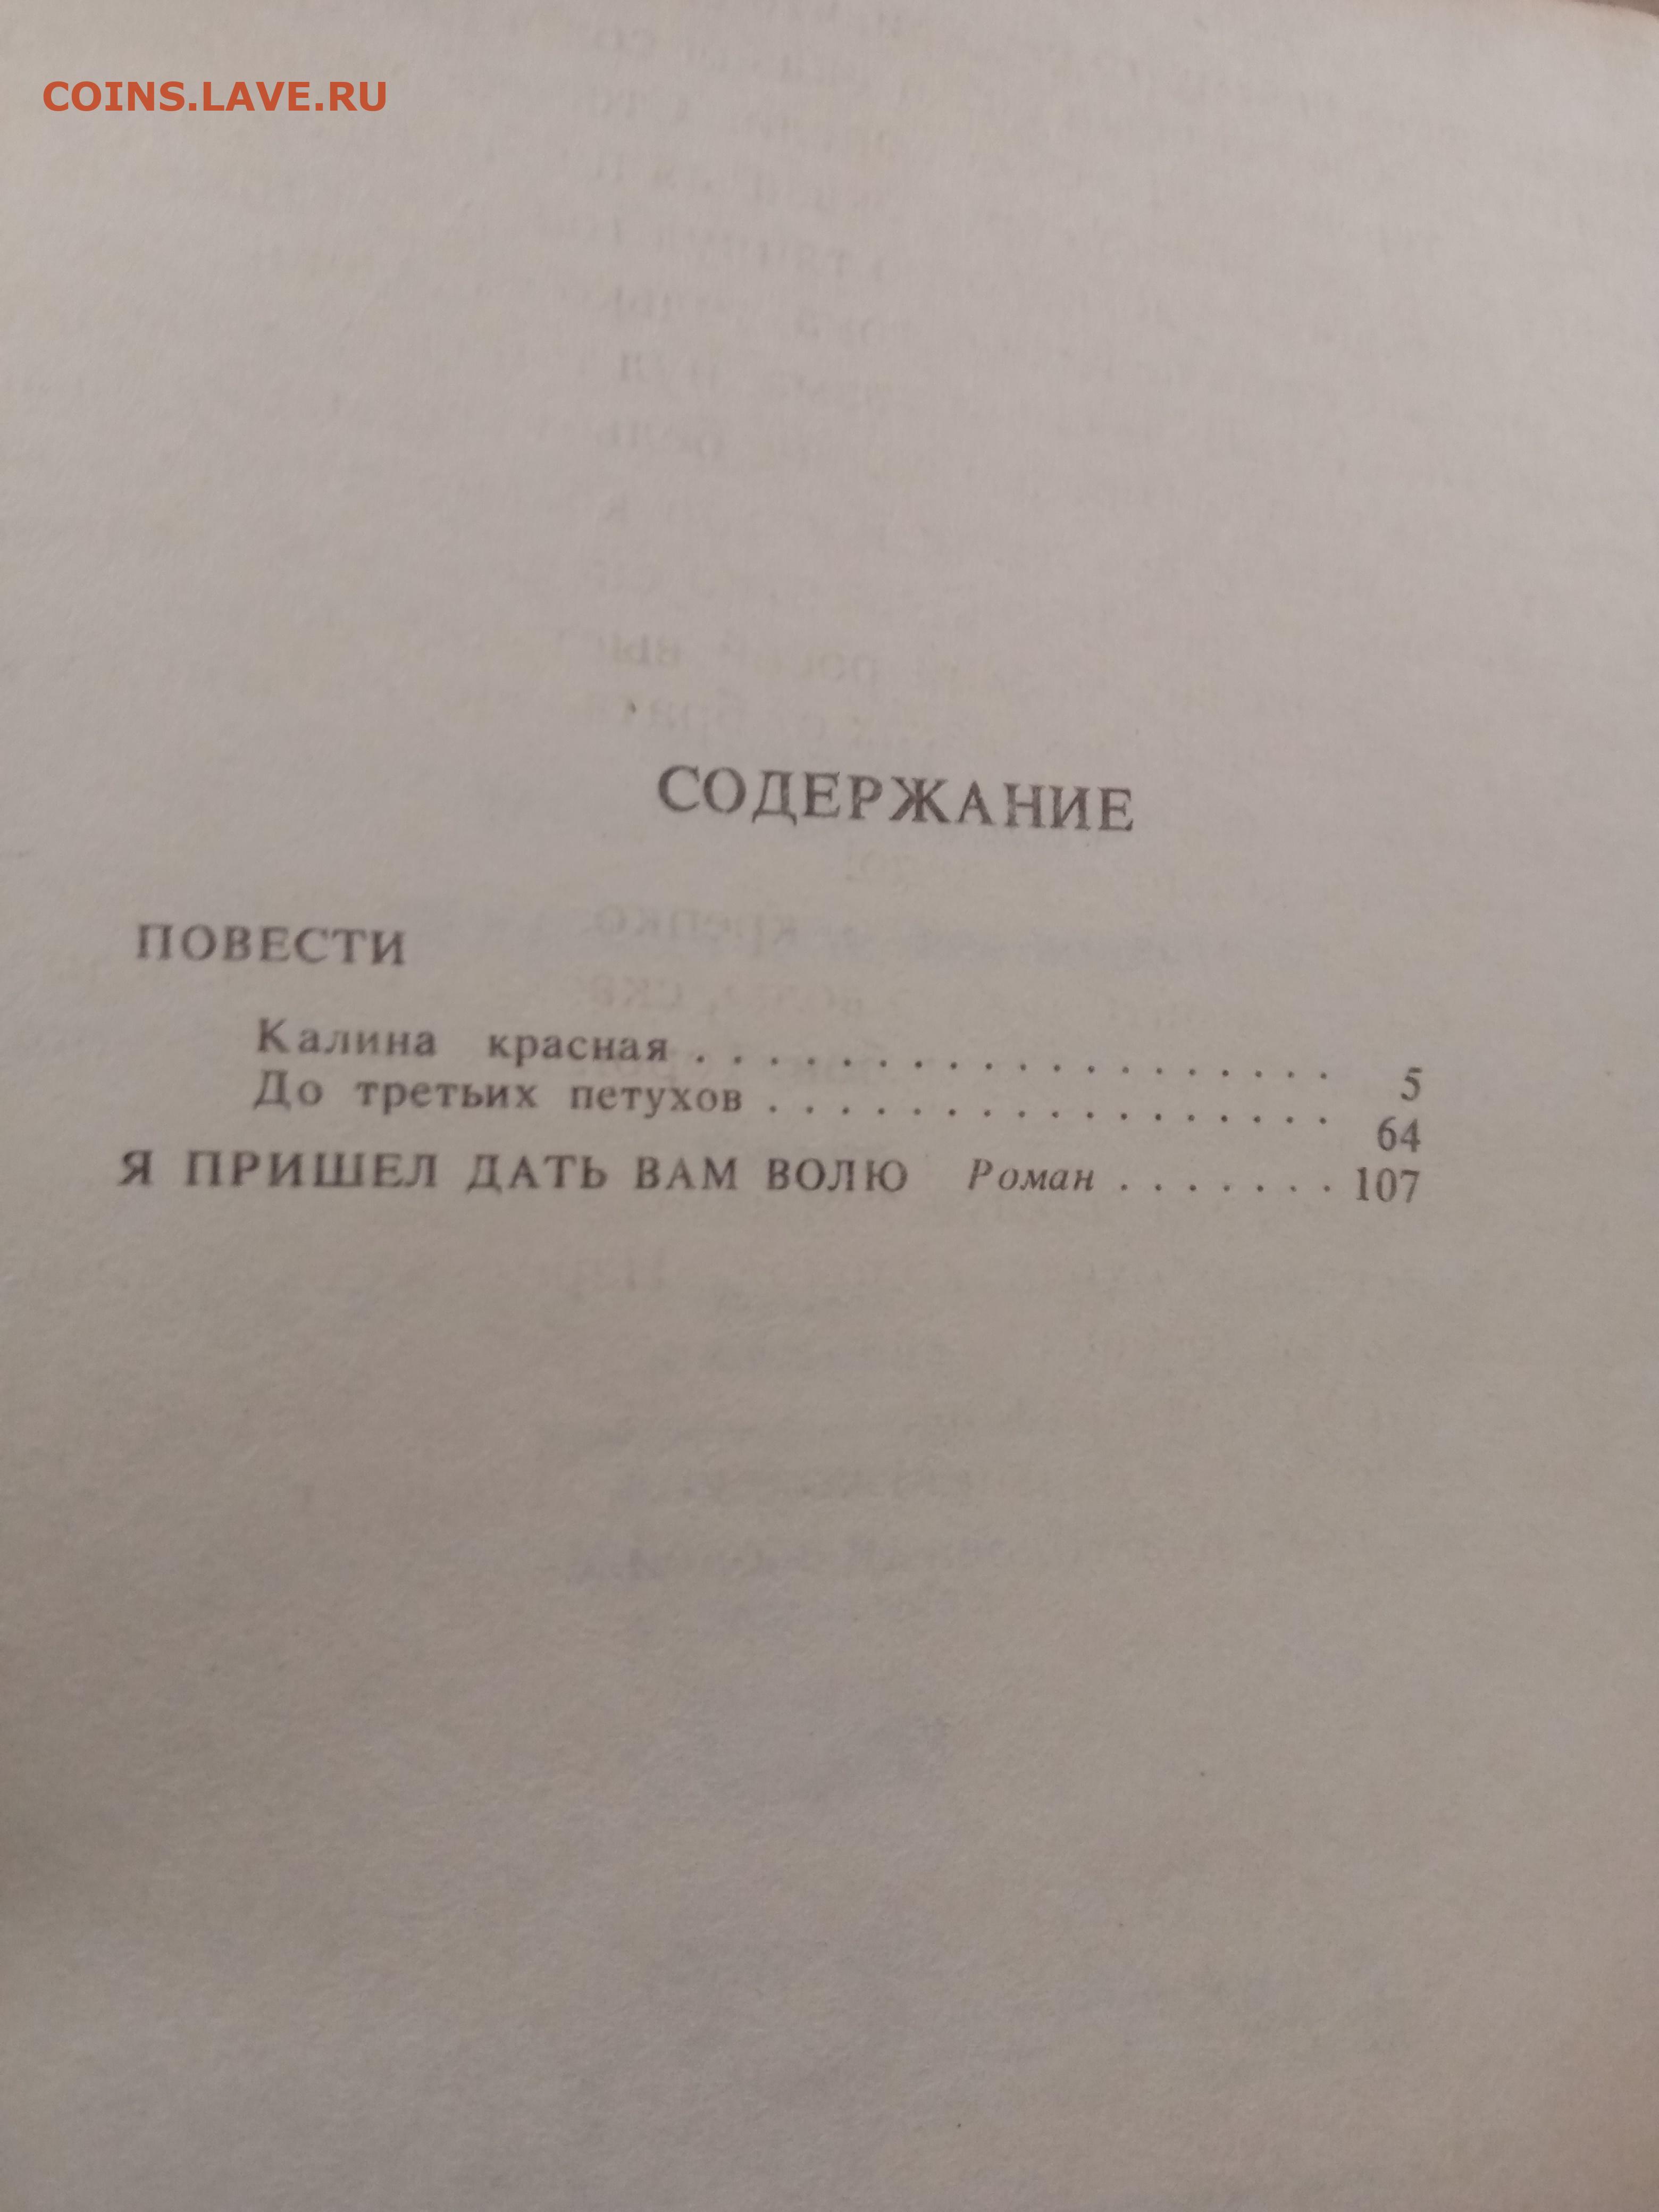 COINS.LAVE.RU
СОДЕРЖАНИЕ
ПОВЕСТИ
Калина красная . . . . . . . . . . . . . . . . . . 5
До третьих петухов . . . . . . . . . . . . . . . . 64
Я ПРИШЕЛ ДАТЬ ВАМ ВОЛЮ Роман . . . . . . . 107